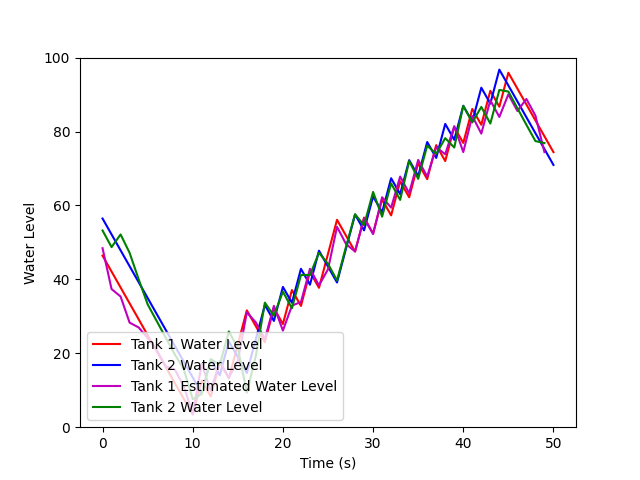 100
80
60
40
20
0
Water Level
Tank 1 Water Level
Tank 2 Water Level
Tank 1 Estimated Water Level
Tank 2 Water Level
0 10 20 30 40 50
Time (s)